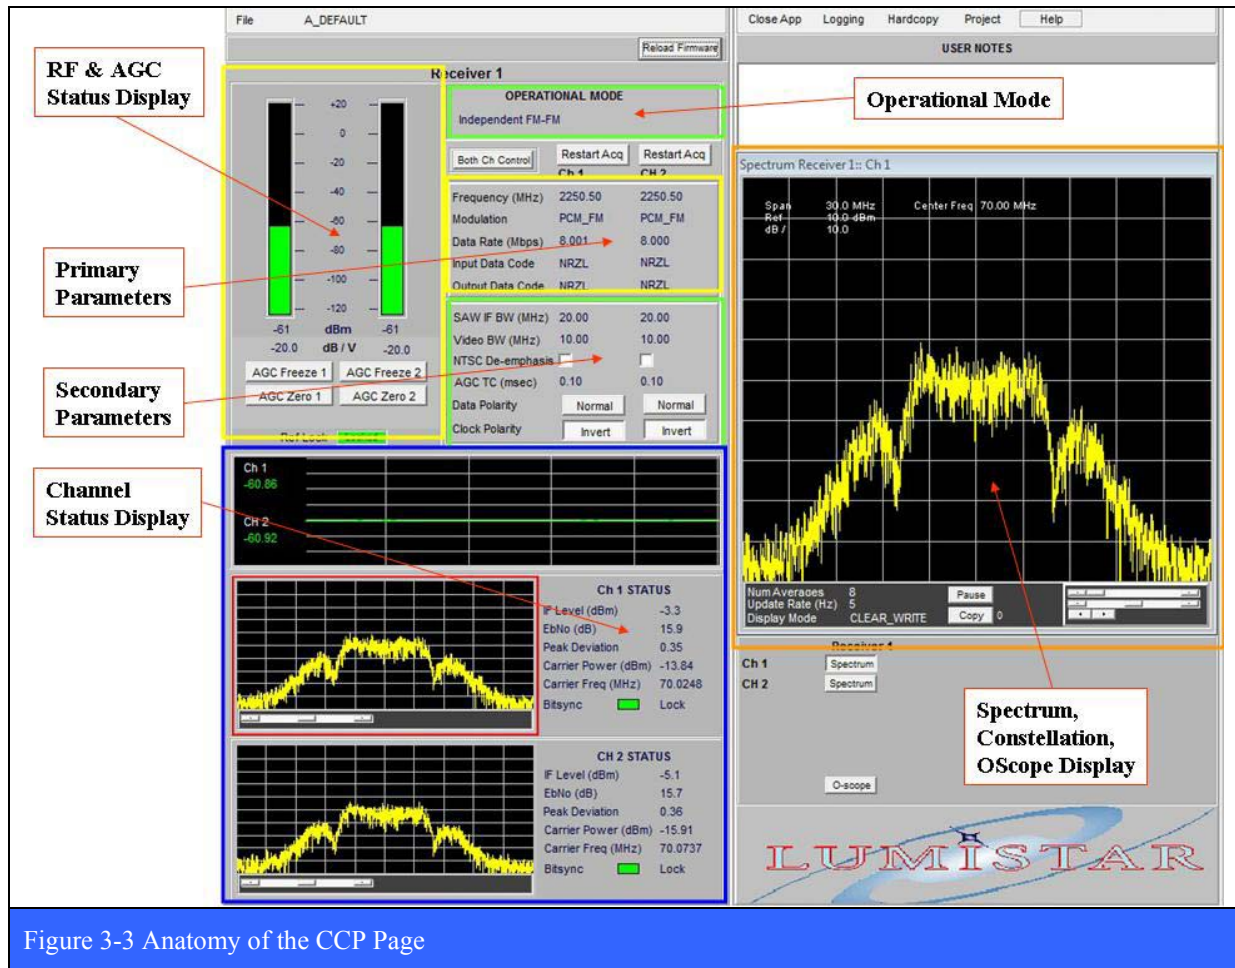 File A_DEFAULT
Reload Firmware
Receiver 1
RF & AGC
Status Display
+20
0
-20
-40
-60
-80
-100
-120
-61 dBm -61
-20.0 dB / V -20.0
AGC Freeze 1 AGC Freeze 2
AGC Zero 1 AGC Zero 2
Ref Lock
OPERATIONAL MODE
Independent FM-FM
Operational Mode
Both Ch Control Restart Acq Restart Acq
Ch 1 CH 2
Primary
Parameters
Frequency (MHz) 2250.50 2250.50
Modulation PCM_FM PCM_FM
Data Rate (Mbps) 8.001 8.000
Input Data Code NRZL NRZL
Output Data Code NRZL NRZL
Secondary
Parameters
SAW IF BW (MHz) 20.00 20.00
Video BW (MHz) 10.00 10.00
NTSC De-emphasis
AGC TC (msec) 0.10 0.10
Data Polarity Normal Normal
Clock Polarity Invert Invert
Channel
Status Display
Ch 1
-60.86
CH 2
-60.92
Ch 1 STATUS
IF Level (dBm) -3.3
EbNo (dB) 15.9
Peak Deviation 0.35
Carrier Power (dBm) -13.84
Carrier Freq (MHz) 70.0248
Bitsync Lock
CH 2 STATUS
IF Level (dBm) -5.1
EbNo (dB) 15.7
Peak Deviation 0.36
Carrier Power (dBm) -15.91
Carrier Freq (MHz) 70.0737
Bitsync Lock
Close App Logging Hardcopy Project Help
USER NOTES
Spectrum Receiver 1:: Ch 1
Span 30.0 MHz Center Freq 70.00 MHz
Ref 10.0 dBm
dB / 10.0
Num Averages 8
Update Rate (Hz) 5
Display Mode CLEAR_WRITE
Pause
Copy 0
Receiver 1
Ch 1 Spectrum
CH 2 Spectrum
O-scope
Spectrum,
Constellation,
OScope Display
LUMISTAR
Figure 3-3 Anatomy of the CCP Page